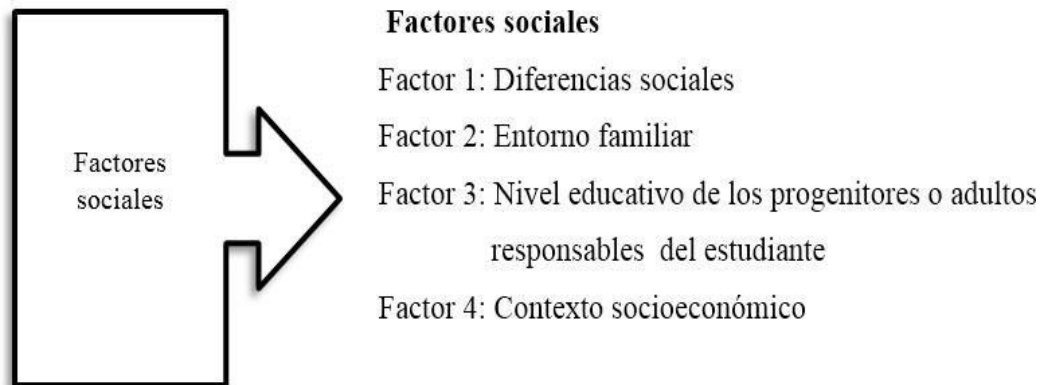 Factores
sociales
Factores sociales
Factor 1: Diferencias sociales
Factor 2: Entorno familiar
Factor 3: Nivel educativo de los progenitores o adultos
responsables del estudiante
Factor 4: Contexto socioeconómico